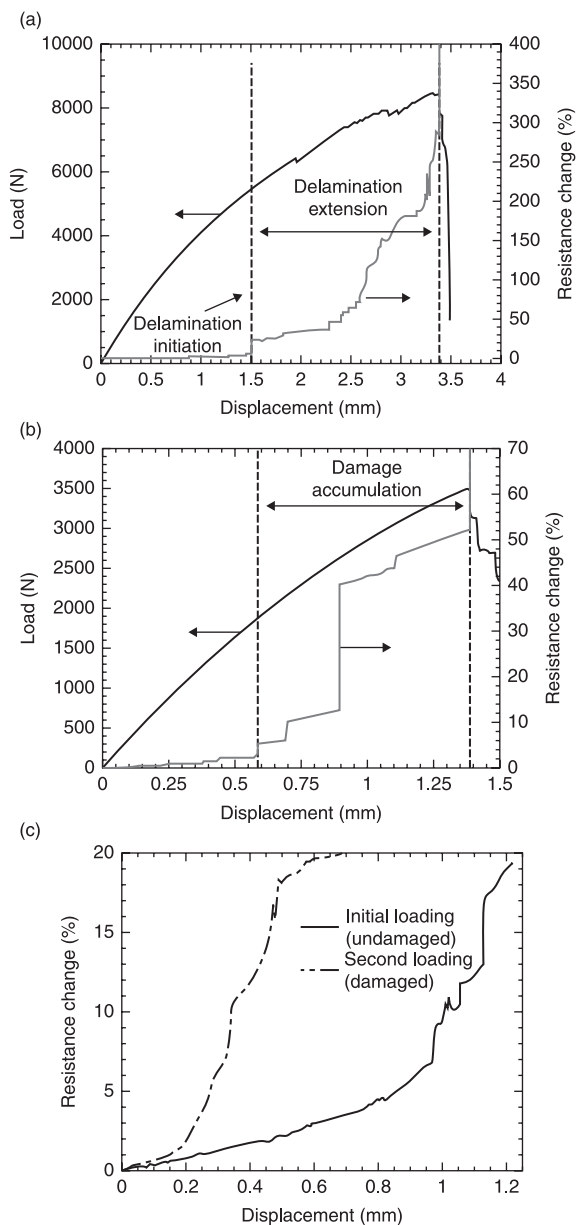 (a)
10000
8000
6000
4000
2000
0
Load (N)
400
350
300
250
200
150
100
50
0
Resistance change (%)
Delamination
extension
Delamination
initiation
0 0.5 1 1.5 2 2.5 3 3.5 4
Displacement (mm)
(b)
4000
3500
3000
2500
2000
1500
1000
500
0
Load (N)
70
60
50
40
30
20
10
0
Resistance change (%)
Damage
accumulation
0 0.25 0.5 0.75 1 1.25 1.5
Displacement (mm)
(c)
20
15
10
5
0
Resistance change (%)
Initial loading
(undamaged)
Second loading
(damaged)
0 0.2 0.4 0.6 0.8 1 1.2
Displacement (mm)